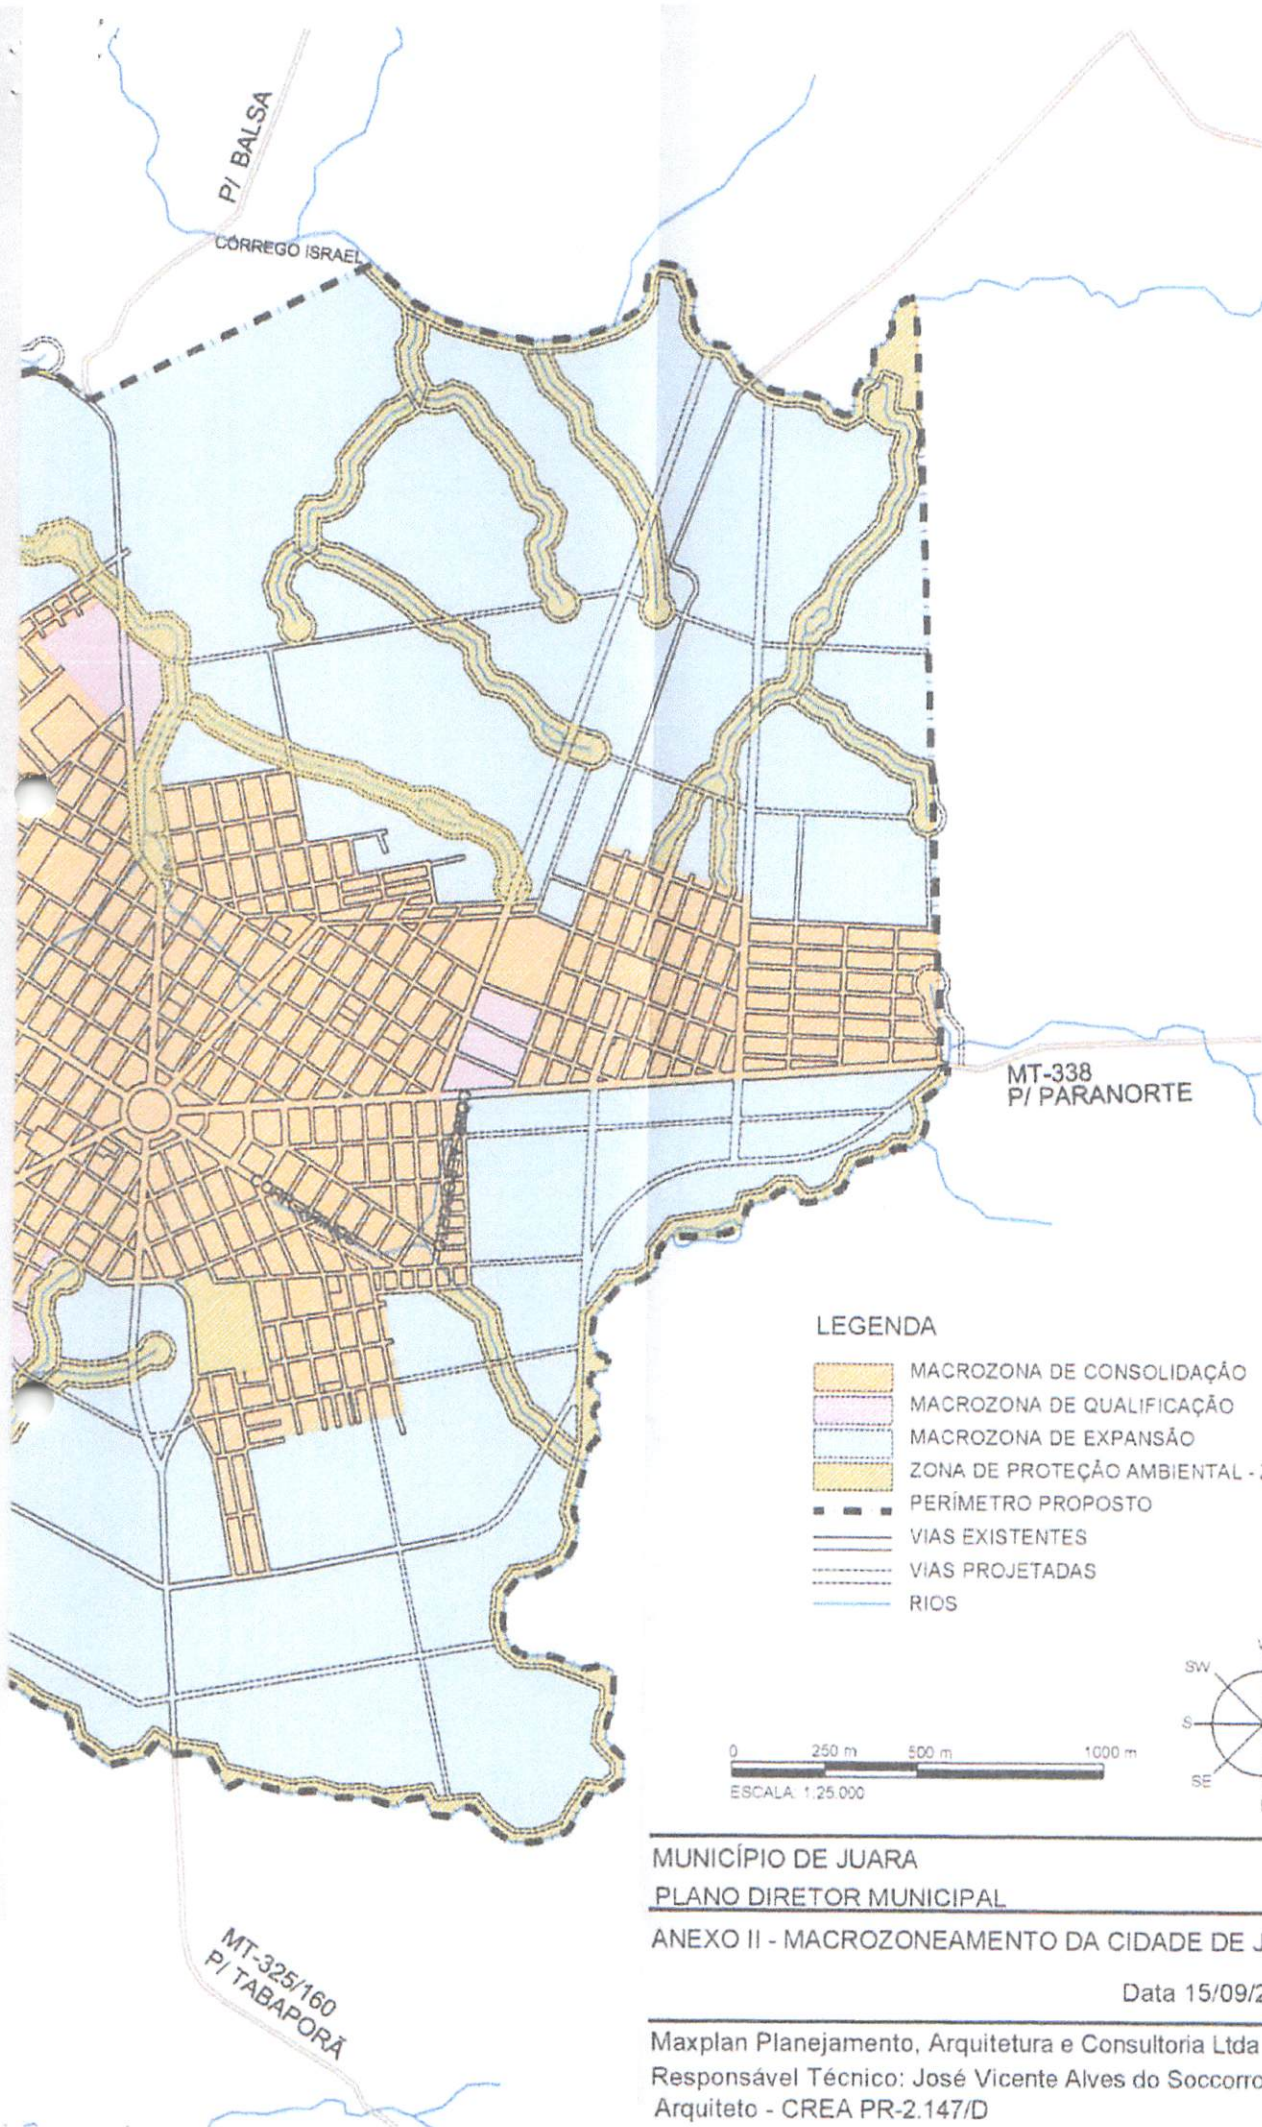 P/ BALSA
CÓRREGO ISRAEL
MT-338
P/ PARANORTE
LEGENDA
MACROZONA DE CONSOLIDAÇÃO
MACROZONA DE QUALIFICAÇÃO
MACROZONA DE EXPANSÃO
ZONA DE PROTEÇÃO AMBIENTAL -
PERÍMETRO PROPOSTO
VIAS EXISTENTES
VIAS PROJETADAS
RIOS
SW
S
SE
0 250 m 500 m 1000 m
ESCALA: 1:25.000
MUNICÍPIO DE JUARA
PLANO DIRETOR MUNICIPAL
ANEXO II - MACROZONEAMENTO DA CIDADE DE J
Data 15/09/2
MT-325/160
P/ TABAPORÃ
Maxplan Planejamento, Arquitetura e Consultoria Ltda
Responsável Técnico: José Vicente Alves do Soccorro
Arquiteto - CREA PR-2.147/D